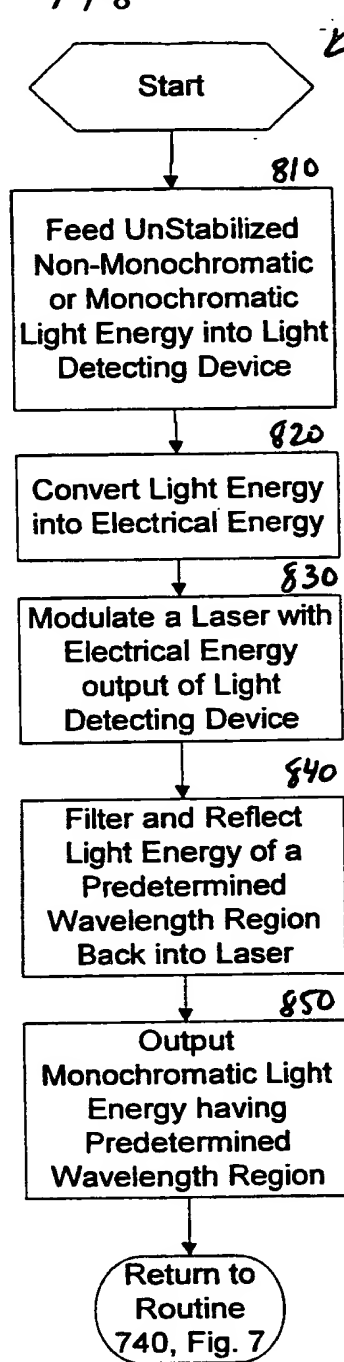 Start
810
Feed UnStabilized
Non-Monochromatic
or Monochromatic
Light Energy into Light
Detecting Device
820
Convert Light Energy
into Electrical Energy
830
Modulate a Laser with
Electrical Energy
output of Light
Detecting Device
840
Filter and Reflect
Light Energy of a
Predetermined
Wavelength Region
Back into Laser
850
Output
Monochromatic Light
Energy having
Predetermined
Wavelength Region
Return to
Routine
740, Fig. 7